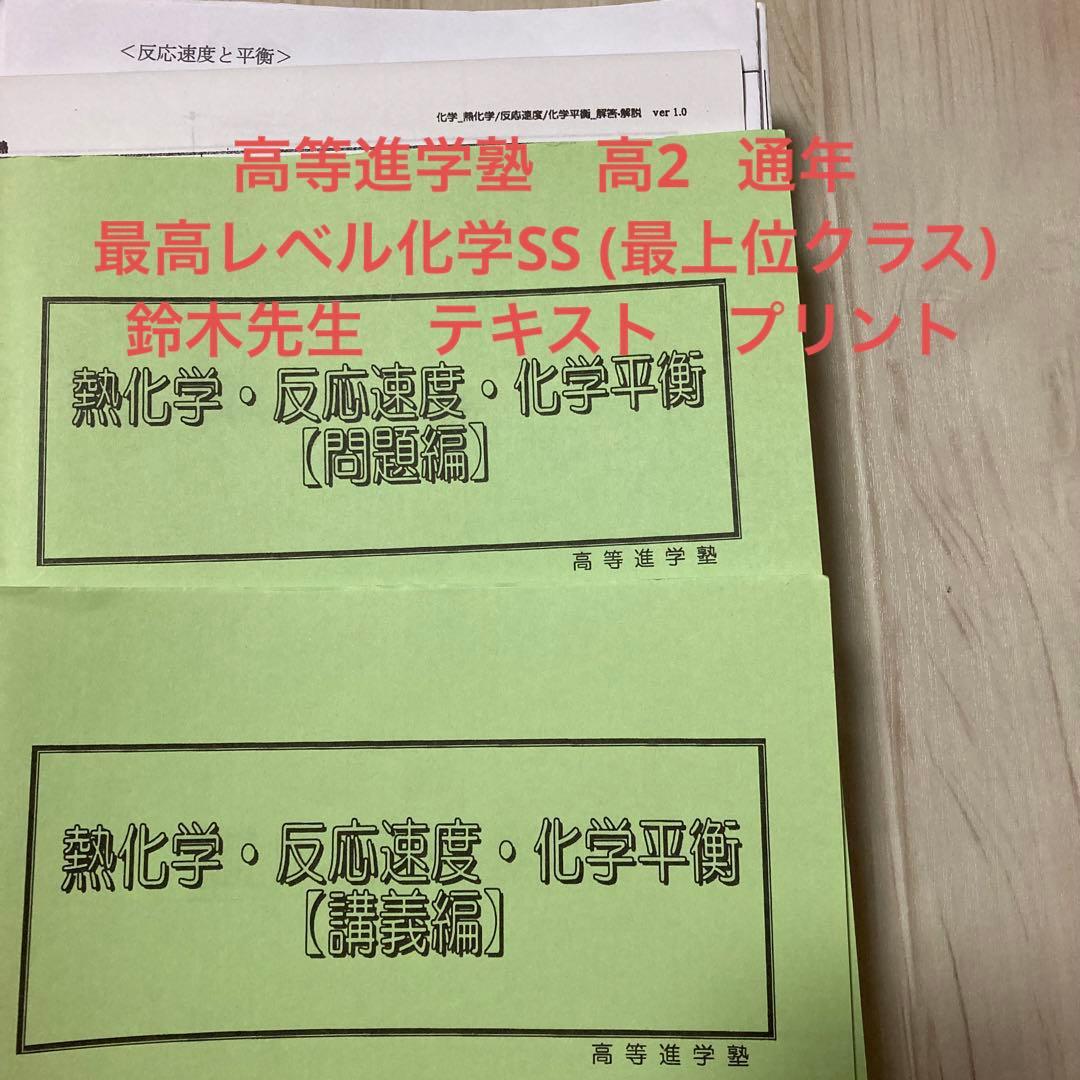 ＜反応速度と平衡＞
化学_熱化学/反応速度/化学平衡_解答・解説　ver 1.0
塾
高等進学塾　高2　通年
最高レベル化学SS (最上位クラス)
鈴木先生　テキスト　プリント
熱化学・反応速度・化学平衡
【問題編】
高等進学塾
熱化学・反応速度・化学平衡
【講義編】
高等進学塾